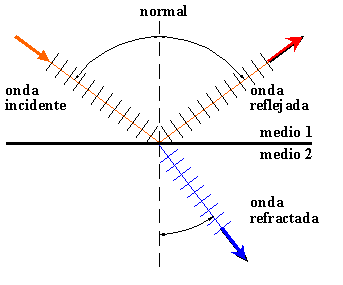 normal
onda
incidente
onda
reflejada
medio 1
medio 2
onda
refractada